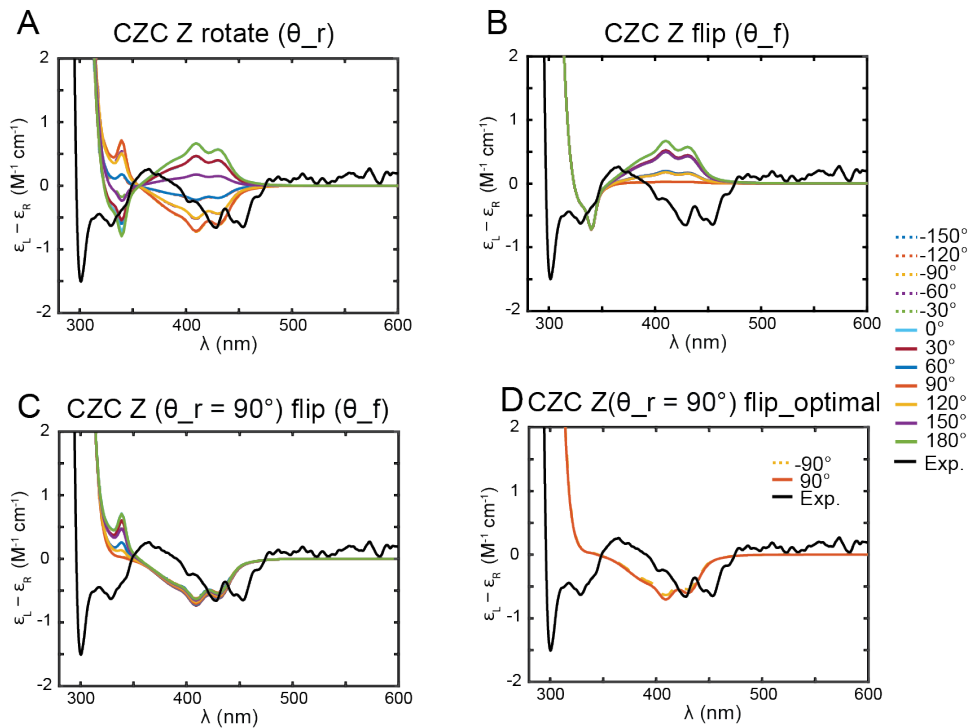 A
CZC Z rotate (θ_r)
2
1
0
-1
-2
300
400
500
600
λ (nm)
ε_L − ε_R (M⁻¹ cm⁻¹)
B
CZC Z flip (θ_f)
2
1
0
-1
-2
300
400
500
600
λ (nm)
ε_L − ε_R (M⁻¹ cm⁻¹)
-150°
-120°
-90°
-60°
-30°
0°
30°
60°
90°
120°
150°
180°
Exp.
C
CZC Z (θ_r = 90°) flip (θ_f)
2
1
0
-1
-2
300
400
500
600
λ (nm)
ε_L − ε_R (M⁻¹ cm⁻¹)
D
CZC Z(θ_r = 90°) flip_optimal
2
1
0
-1
-2
300
400
500
600
λ (nm)
ε_L − ε_R (M⁻¹ cm⁻¹)
-90°
90°
Exp.